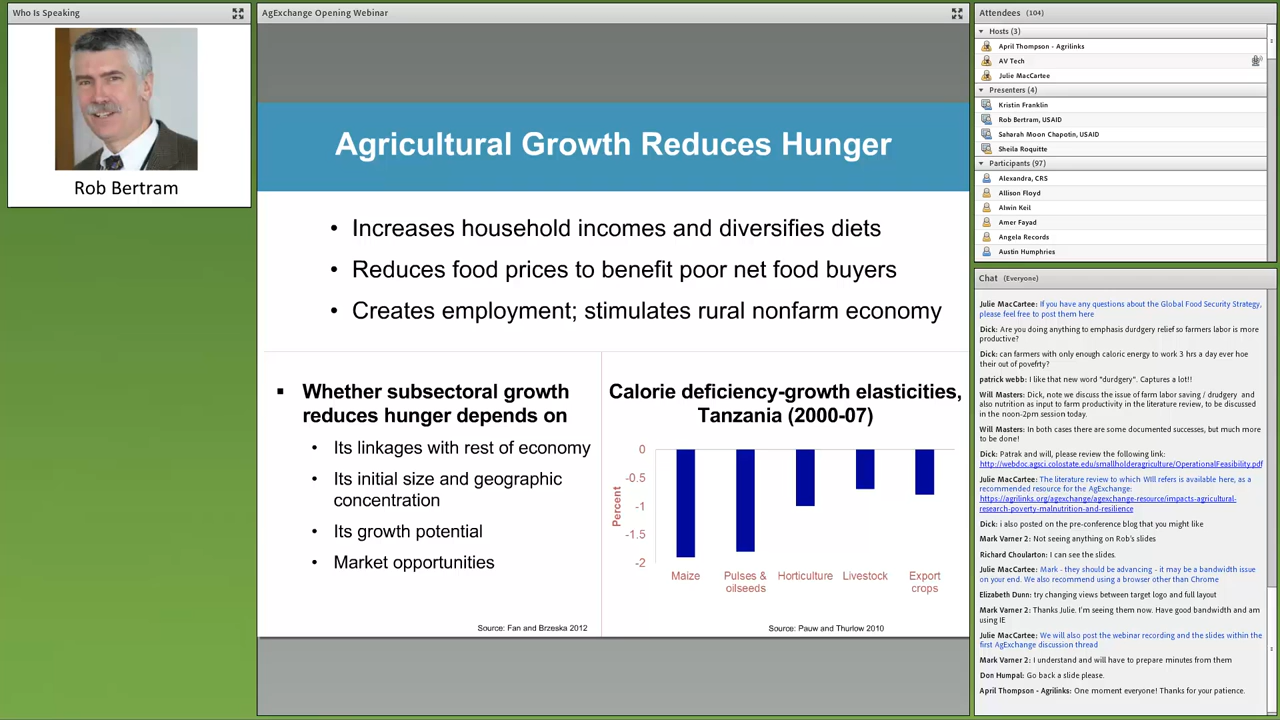 Who Is Speaking
Rob Bertram
AgExchange Opening Webinar
Agricultural Growth Reduces Hunger
• Increases household incomes and diversifies diets
• Reduces food prices to benefit poor net food buyers
• Creates employment; stimulates rural nonfarm economy
▪ Whether subsectoral growth
reduces hunger depends on
• Its linkages with rest of economy
• Its initial size and geographic
concentration
• Its growth potential
• Market opportunities
Source: Fan and Brzeska 2012
Calorie deficiency-growth elasticities,
Tanzania (2000-07)
0
-0.5
-1
-1.5
-2
Percent
Maize
Pulses &
oilseeds
Horticulture
Livestock
Export
crops
Source: Pauw and Thurlow 2010
Attendees (104)
Hosts (3)
April Thompson - Agrilinks
AV Tech
Julie MacCartee
Presenters (4)
Kristin Franklin
Rob Bertram, USAID
Saharah Moon Chapotin, USAID
Sheila Roquitte
Participants (97)
Alexandra, CRS
Allison Floyd
Alwin Keil
Amer Fayad
Angela Records
Austin Humphries
Chat (Everyone)
Julie MacCartee: If you have any questions about the Global Food Security Strategy,
please feel free to post them here
Dick: Are you doing anything to emphasis durdgery relief so farmers labor is more
productive?
Dick: can farmers with only enough caloric energy to work 3 hrs a day ever hoe
their out of povefrty?
patrick webb: I like that new word "durdgery". Captures a lot!!
Will Masters: Dick, note we discuss the issue of farm labor saving / drudgery and
also nutrition as input to farm productivity in the literature review, to be discussed
in the noon-2pm session today.
Will Masters: In both cases there are some documented successes, but much more
to be done!
Dick: Patrak and will, please review the following link:
http://webdoc.agsci.colostate.edu/smallholderagriculture/OperationalFeasibility.pdf
Julie MacCartee: The literature review to which Will refers is available here, as a
recommended resource for the AgExchange:
https://agrilinks.org/agexchange/agexchange-resource/impacts-agricultural-
research-poverty-malnutrition-and-resilience
Dick: i also posted on the pre-conference blog that you might like
Mark Varner 2: Not seeing anything on Rob's slides
Richard Choularton: I can see the slides.
Julie MacCartee: Mark - they should be advancing - it may be a bandwidth issue
on your end. We also recommend using a browser other than Chrome
Elizabeth Dunn: try changing views between target logo and full layout
Mark Varner 2: Thanks Julie. I'm seeing them now. Have good bandwidth and am
using IE
Julie MacCartee: We will also post the webinar recording and the slides within the
first AgExchange discussion thread
Mark Varner 2: I understand and will have to prepare minutes from them
Don Humpal: Go back a slide please.
April Thompson - Agrilinks: One moment everyone! Thanks for your patience.